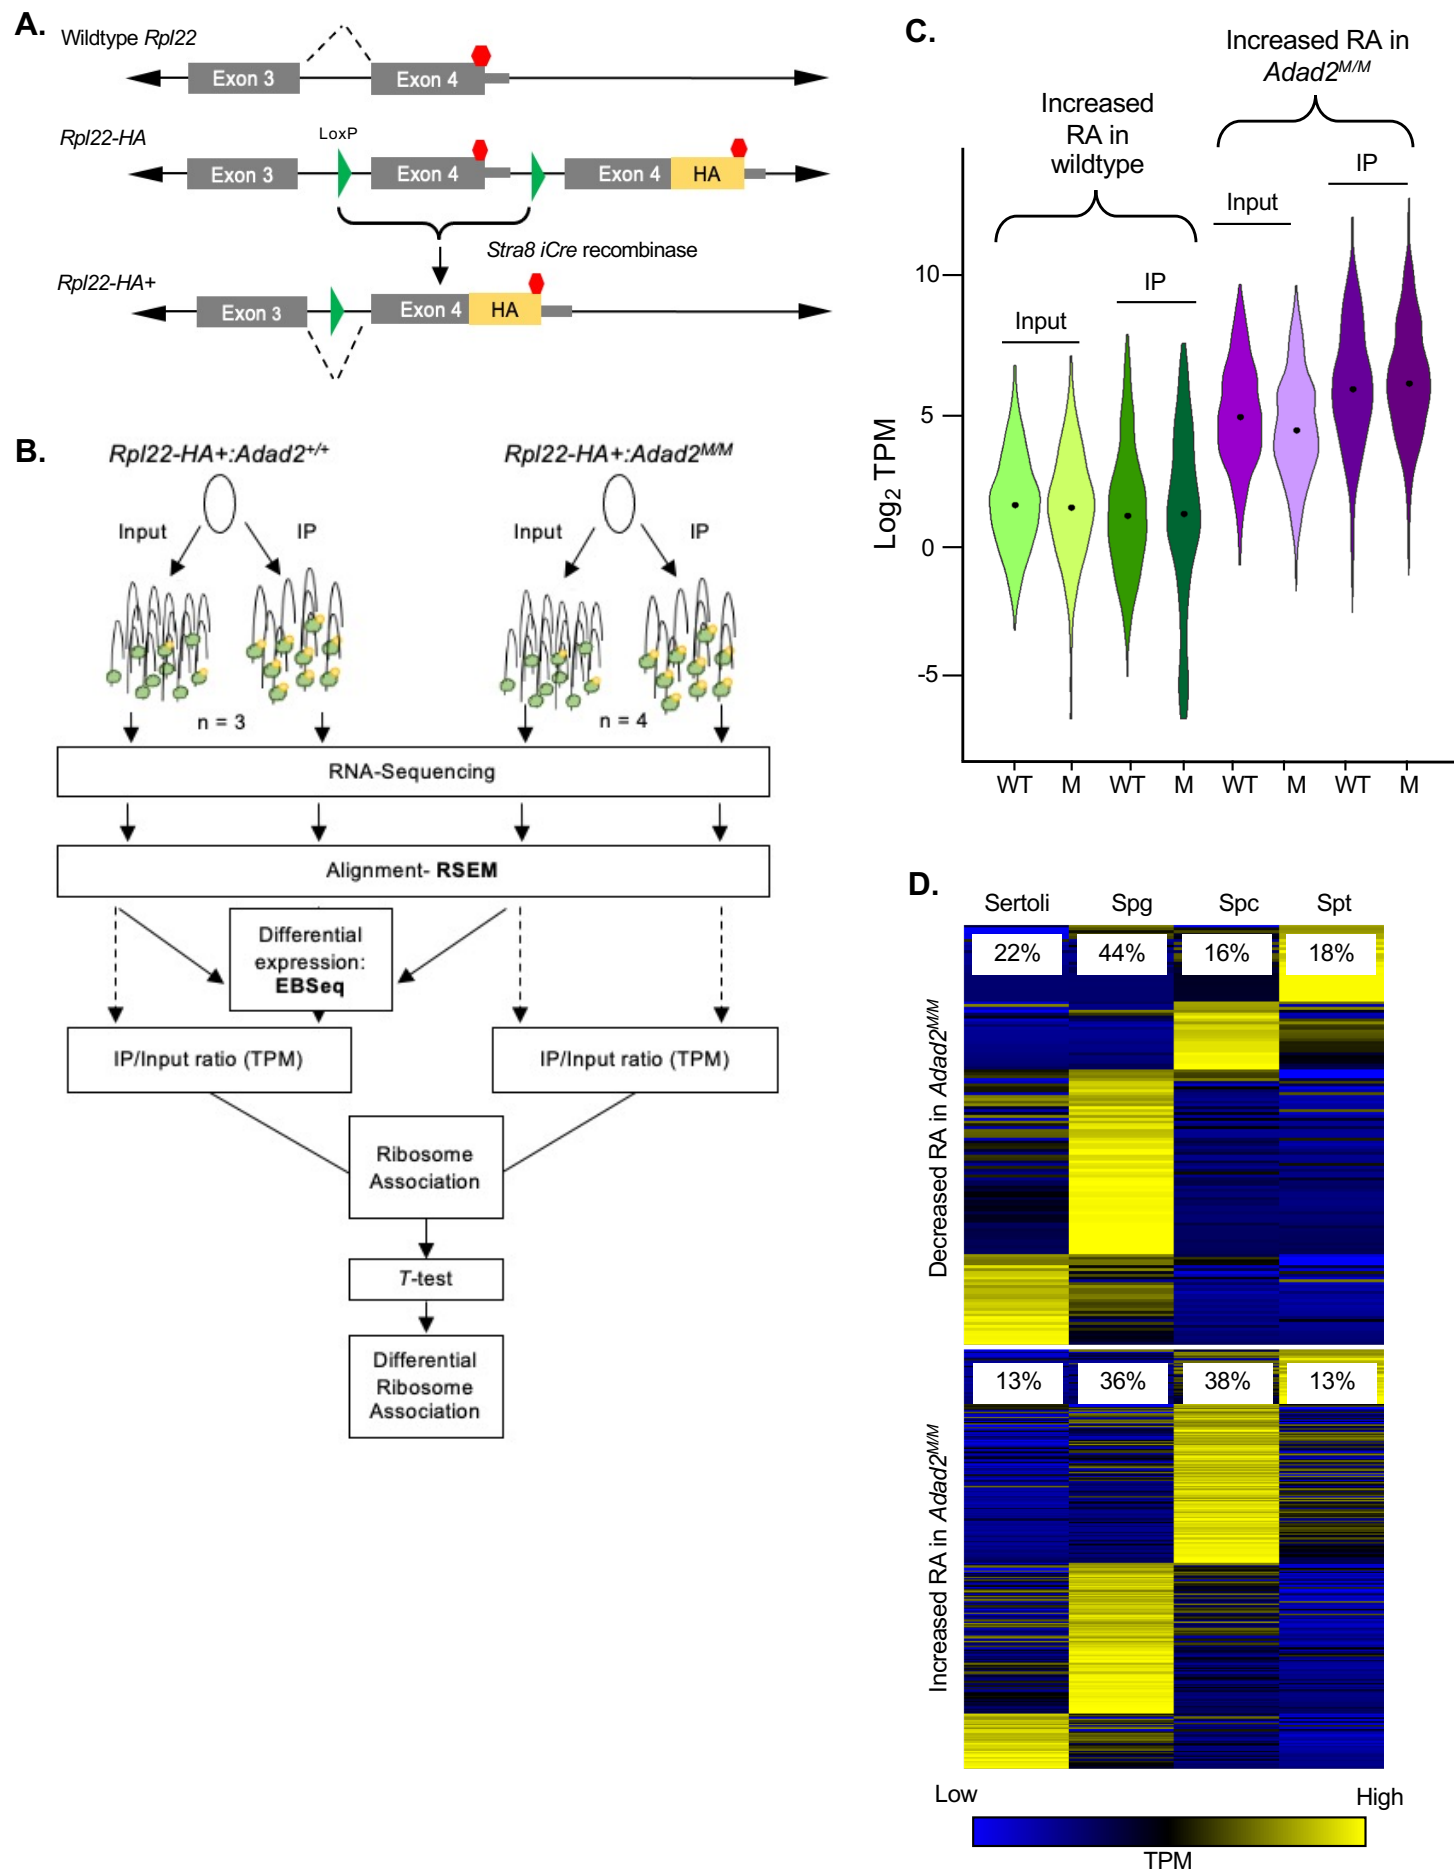 A.
Wildtype Rpl22
Exon 3
Exon 4
Rpl22-HA
LoxP
Exon 3
Exon 4
Exon 4
HA
Stra8 iCre recombinase
Rpl22-HA+
Exon 3
Exon 4
HA
B.
Rpl22-HA+:Adad2+/+
Rpl22-HA+:Adad2M/M
Input
IP
Input
IP
n = 3
n = 4
RNA-Sequencing
Alignment- RSEM
Differential
expression:
EBSeq
IP/Input ratio (TPM)
IP/Input ratio (TPM)
Ribosome
Association
T-test
Differential
Ribosome
Association
C.
Increased RA in
Adad2M/M
Increased
RA in
wildtype
IP
Input
IP
Input
Log2 TPM
10
5
0
-5
WT
M
WT
M
WT
M
WT
M
D.
Sertoli
Spg
Spc
Spt
22%
44%
16%
18%
Decreased RA in Adad2M/M
13%
36%
38%
13%
Increased RA in Adad2M/M
Low
High
TPM